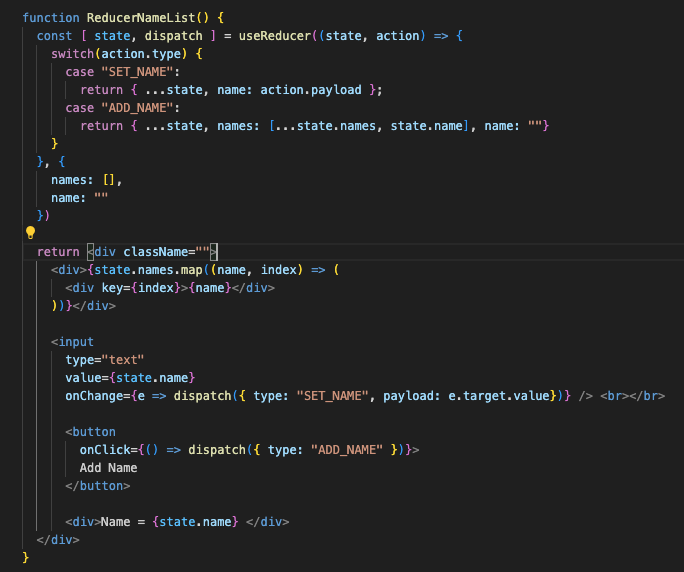 function ReducerNameList() {
  const [ state, dispatch ] = useReducer((state, action) => {
    switch(action.type) {
      case "SET_NAME":
        return { ...state, name: action.payload };
      case "ADD_NAME":
        return { ...state, names: [...state.names, state.name], name: ""}
    }
  }, {
    names: [],
    name: ""
  })

  return <div className="">
    <div>{state.names.map((name, index) => (
      <div key={index}>{name}</div>
    ))}</div>

    <input
      type="text"
      value={state.name}
      onChange={e => dispatch({ type: "SET_NAME", payload: e.target.value})} /> <br></br>

      <button
        onClick={() => dispatch({ type: "ADD_NAME" })}>
        Add Name
      </button>

      <div>Name = {state.name} </div>
  </div>
}